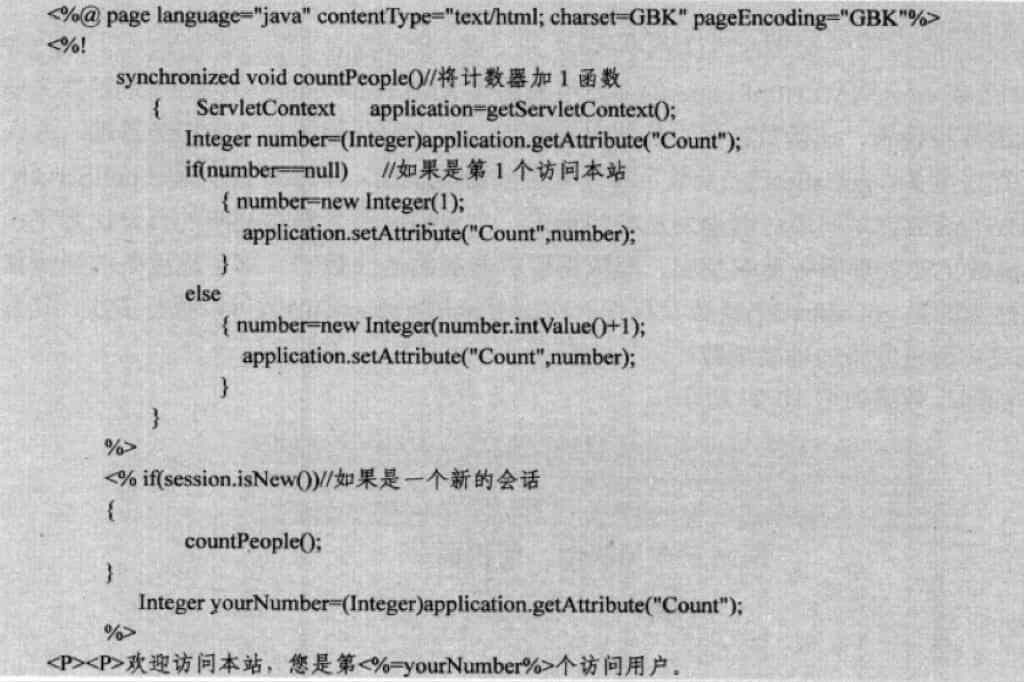 <%@ page language="java" contentType="text/html; charset=GBK" pageEncoding="GBK"%>
<%!
synchronized void countPeople()//将计数器加 1 函数
{ ServletContext application=getServletContext();
Integer number=(Integer)application.getAttribute("Count");
if(number==null) //如果是第 1 个访问本站
{ number=new Integer(1);
application.setAttribute("Count",number);
}
else
{ number=new Integer(number.intValue()+1);
application.setAttribute("Count",number);
}
}
%>
<% if(session.isNew())//如果是一个新的会话
{
countPeople();
}
Integer yourNumber=(Integer)application.getAttribute("Count");
%>
<P><P>欢迎访问本站，您是第<%=yourNumber%>个访问用户。